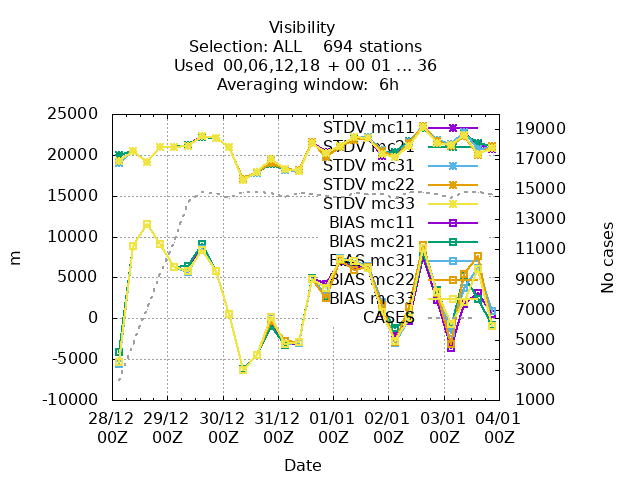 Visibility
Selection: ALL 694 stations
Used 00,06,12,18 + 00 01 ... 36
Averaging window: 6h
25000
20000
15000
10000
5000
0
-5000
-10000
m
STDV mc11
STDV mc21
STDV mc31
STDV mc22
STDV mc33
BIAS mc11
BIAS mc21
BIAS mc31
BIAS mc22
BIAS mc33
CASES
19000
17000
15000
13000
11000
9000
7000
5000
3000
1000
No cases
28/12 29/12 30/12 31/12 01/01 02/01 03/01 04/01
00Z 00Z 00Z 00Z 00Z 00Z 00Z 00Z
Date